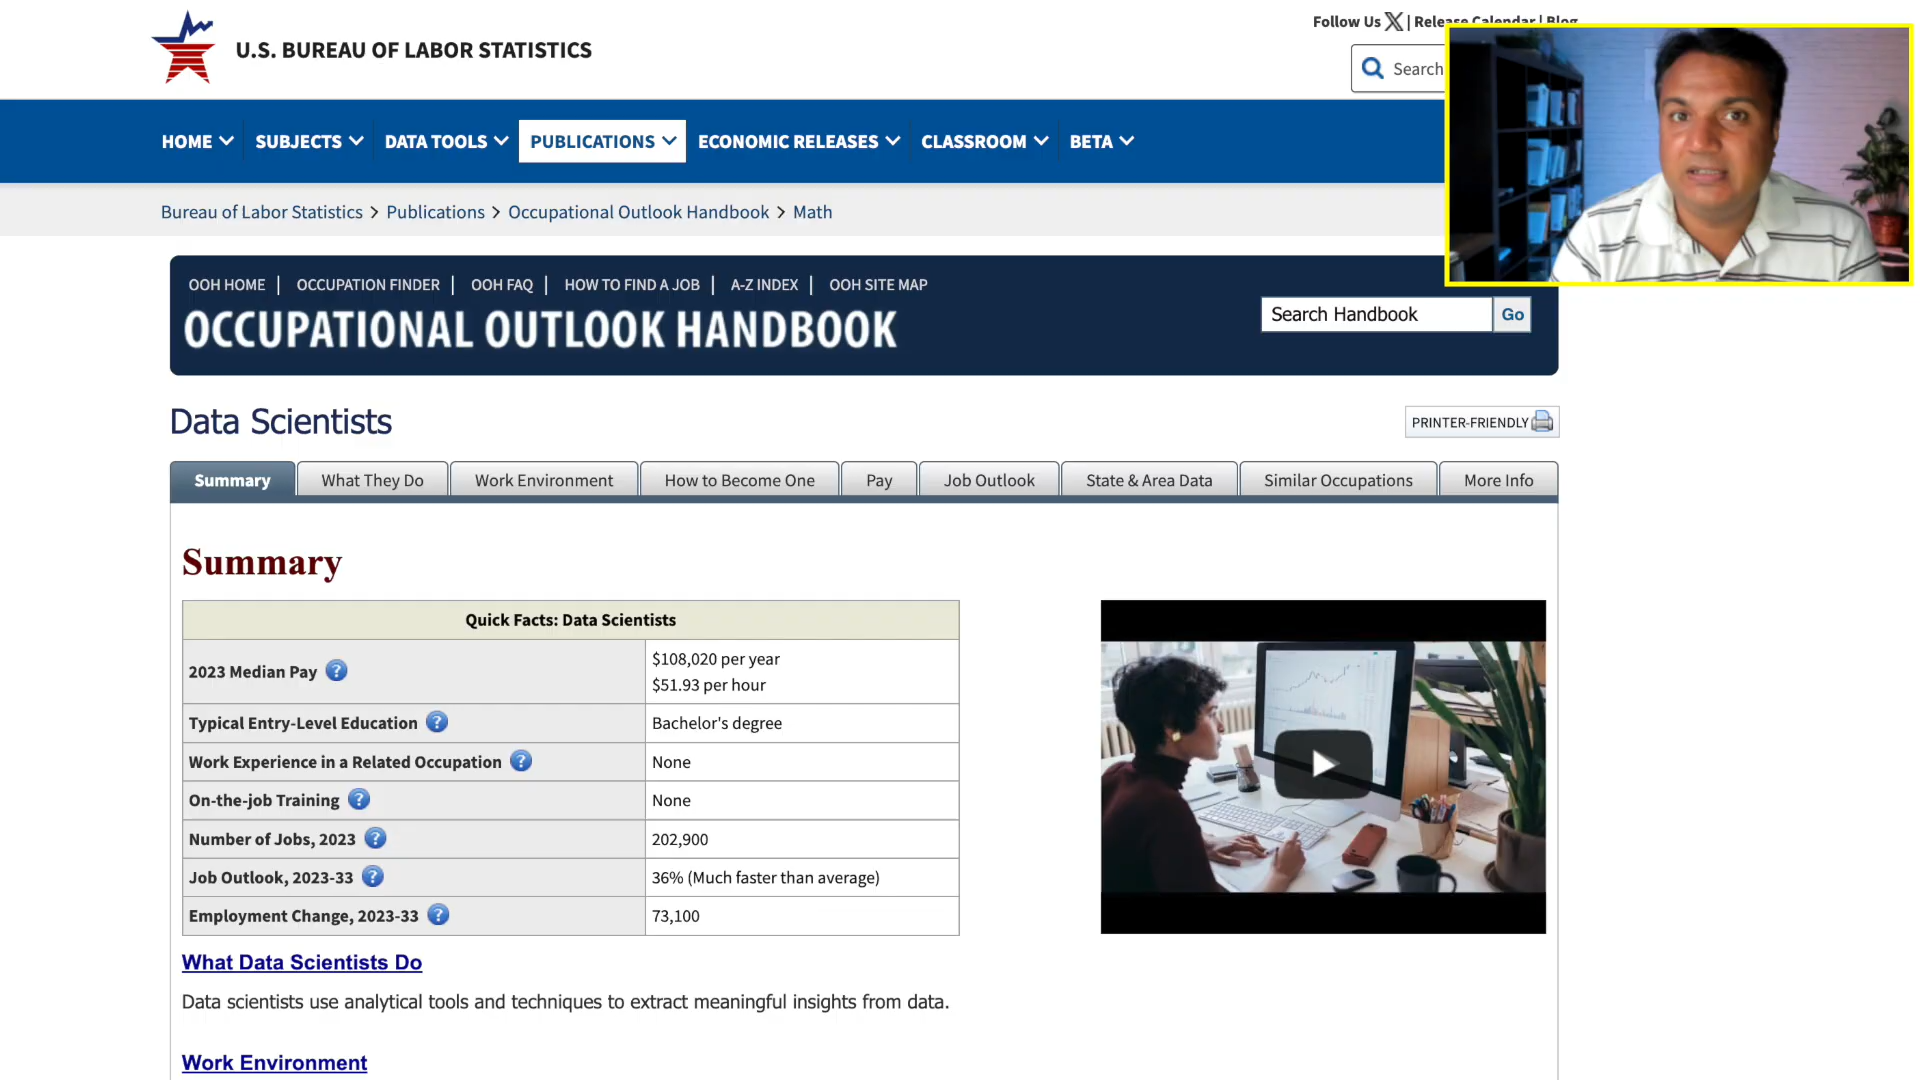 Follow Us X | Release Calendar | Blog
U.S. BUREAU OF LABOR STATISTICS
Search
HOME SUBJECTS DATA TOOLS PUBLICATIONS ECONOMIC RELEASES CLASSROOM BETA
Bureau of Labor Statistics > Publications > Occupational Outlook Handbook > Math
OOH HOME | OCCUPATION FINDER | OOH FAQ | HOW TO FIND A JOB | A-Z INDEX | OOH SITE MAP
OCCUPATIONAL OUTLOOK HANDBOOK
Search Handbook Go
Data Scientists
PRINTER-FRIENDLY
Summary What They Do Work Environment How to Become One Pay Job Outlook State & Area Data Similar Occupations More Info
Summary
Quick Facts: Data Scientists
2023 Median Pay ? $108,020 per year
$51.93 per hour
Typical Entry-Level Education ? Bachelor's degree
Work Experience in a Related Occupation ? None
On-the-job Training ? None
Number of Jobs, 2023 ? 202,900
Job Outlook, 2023-33 ? 36% (Much faster than average)
Employment Change, 2023-33 ? 73,100
What Data Scientists Do
Data scientists use analytical tools and techniques to extract meaningful insights from data.
Work Environment